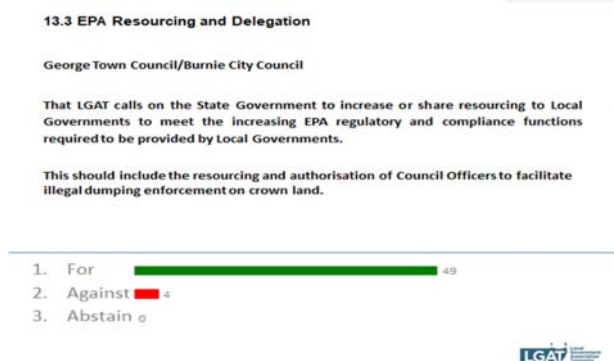 13.3 EPA Resourcing and Delegation
George Town Council/Burnie City Council
That LGAT calls on the State Government to increase or share resourcing to Local
Governments to meet the increasing EPA regulatory and compliance functions
required to be provided by Local Governments.
This should include the resourcing and authorisation of Council Officers to facilitate
illegal dumping enforcement on crown land.
1. For 49
2. Against 4
3. Abstain 0
LGAT